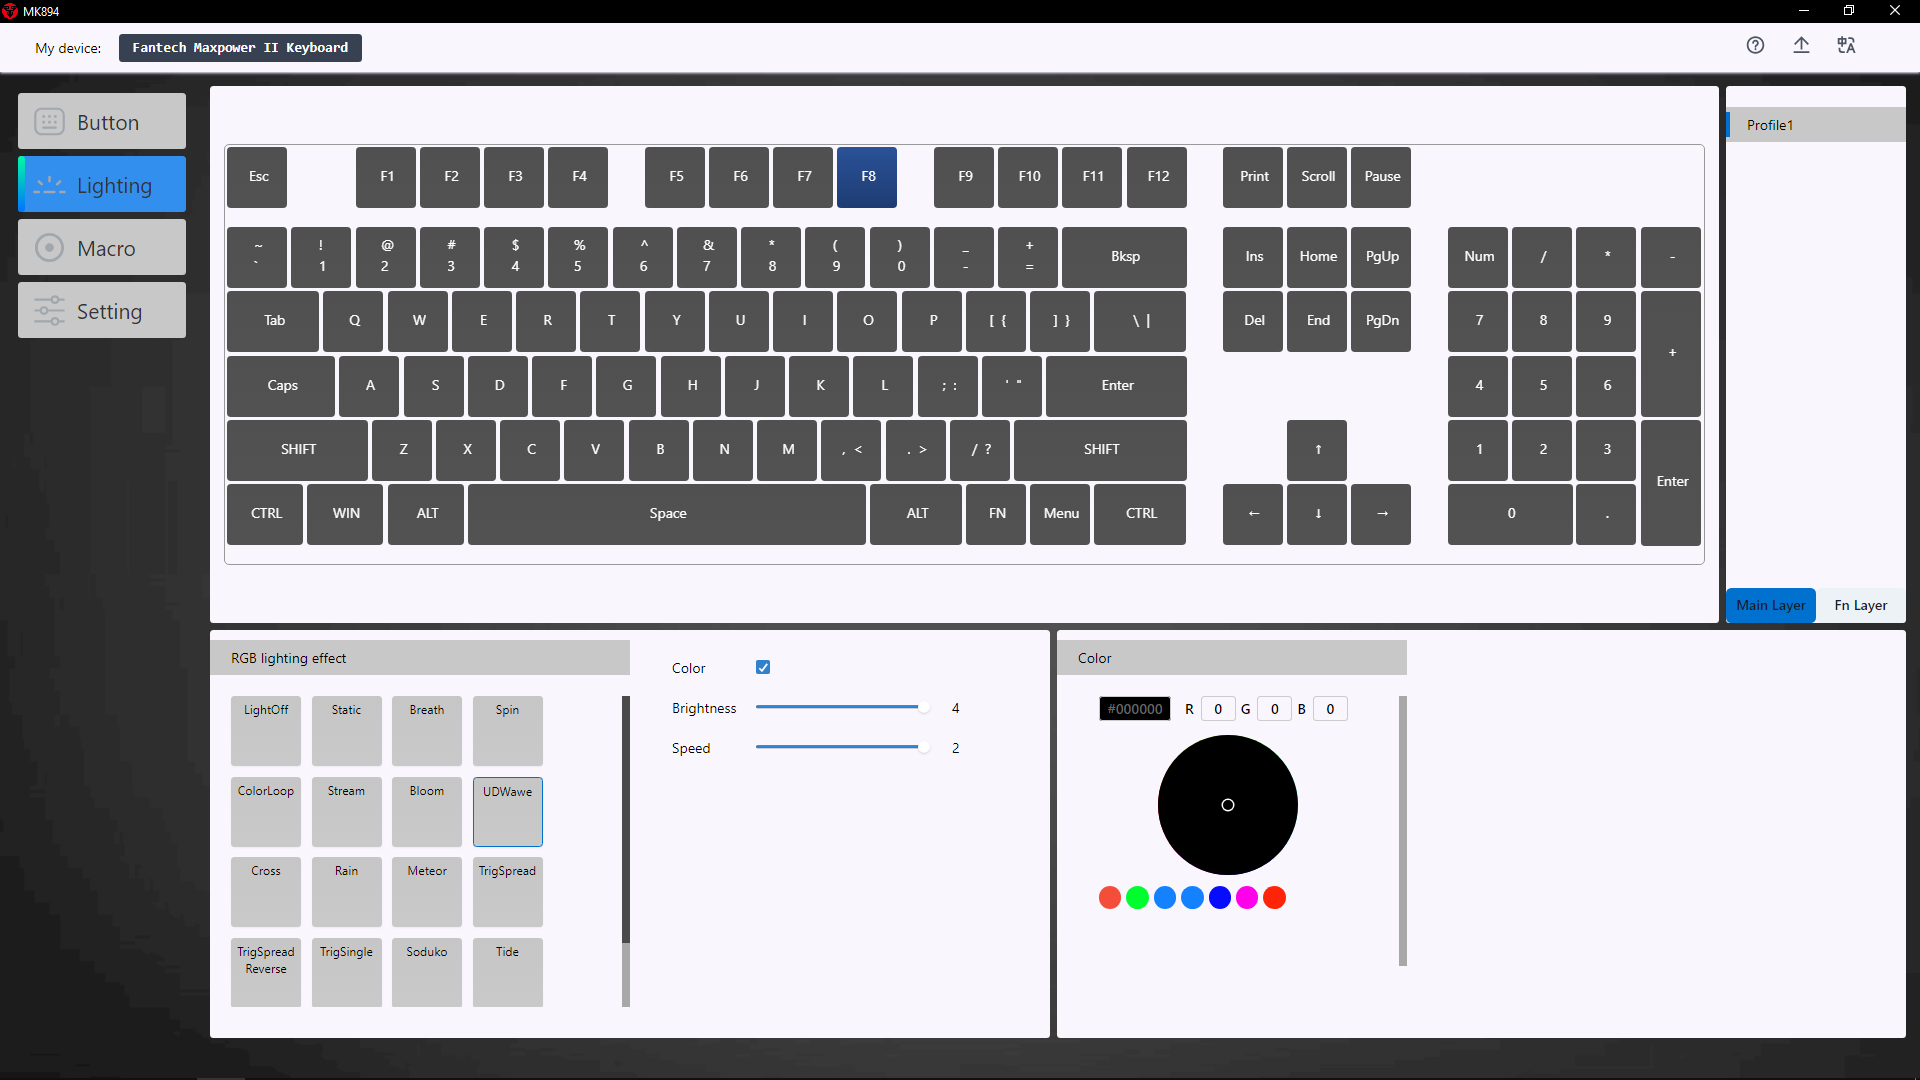 MK894
My device: Fantech Maxpower II Keyboard
Button
Lighting
Macro
Setting
Esc F1 F2 F3 F4 F5 F6 F7 F8 F9 F10 F11 F12 Print Scroll Pause
~ ! @ # $ % ^ & * ( ) _ +
` 1 2 3 4 5 6 7 8 9 0 - = Bksp Ins Home PgUp Num / * -
Tab Q W E R T Y U I O P [ { ] } \ | Del End PgDn 7 8 9 +
Caps A S D F G H J K L ; : ' " Enter 4 5 6
SHIFT Z X C V B N M , < . > / ? SHIFT ↑ 1 2 3 Enter
CTRL WIN ALT Space ALT FN Menu CTRL ← ↓ → 0 .
Profile1
Main Layer Fn Layer
RGB lighting effect
LightOff Static Breath Spin
ColorLoop Stream Bloom UDWawe
Cross Rain Meteor TrigSpread
TrigSpread Reverse TrigSingle Soduko Tide
Color
Brightness 4
Speed 2
Color
#000000 R 0 G 0 B 0